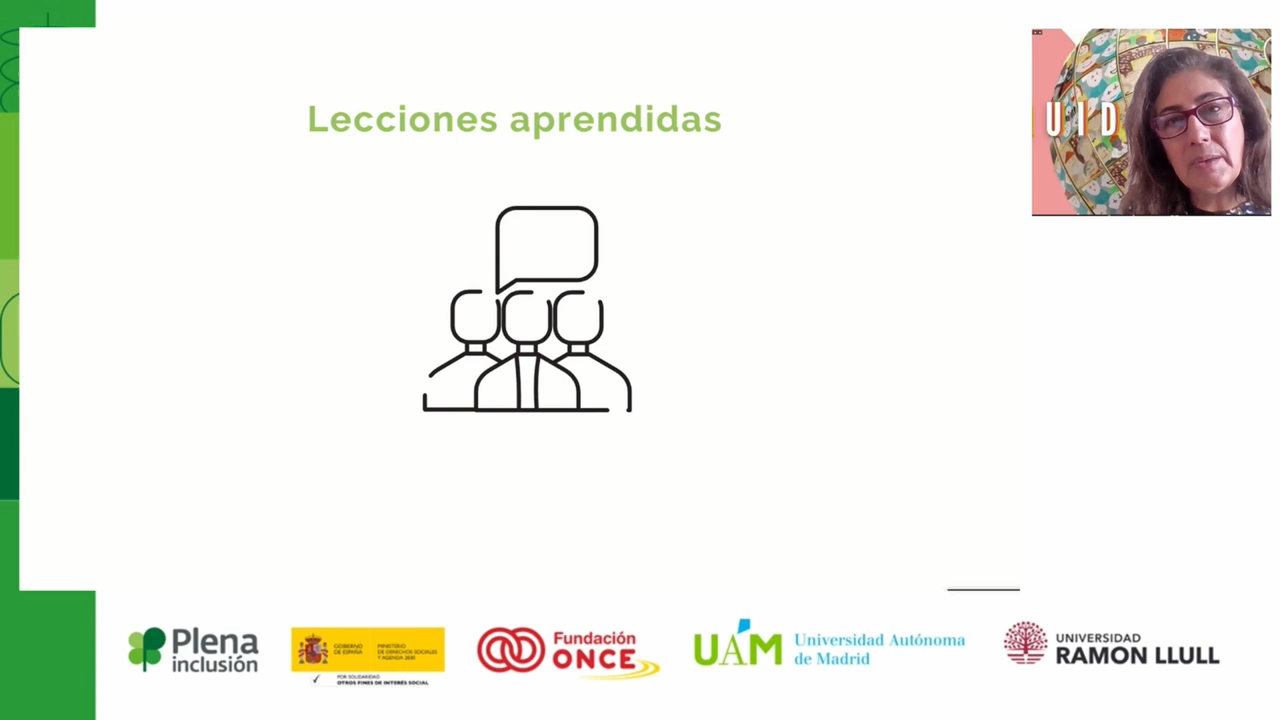 Lecciones aprendidas
UID
Plena
inclusión
GOBIERNO
DE ESPAÑA
MINISTERIO
DE DERECHOS SOCIALES
Y AGENDA 2030
POR SOLIDARIDAD
OTROS FINES DE INTERÉS SOCIAL
Fundación
ONCE
UAM
Universidad Autónoma
de Madrid
UNIVERSIDAD
RAMON LLULL